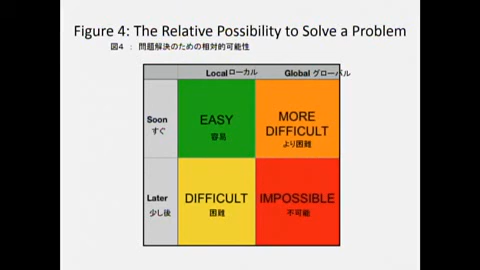 Figure 4: The Relative Possibility to Solve a Problem
図４ ： 問題解決のための相対的可能性
Local ローカル Global グローバル
Soon
すぐ
EASY
容易
MORE
DIFFICULT
より困難
Later
少し後
DIFFICULT
困難
IMPOSSIBLE
不可能